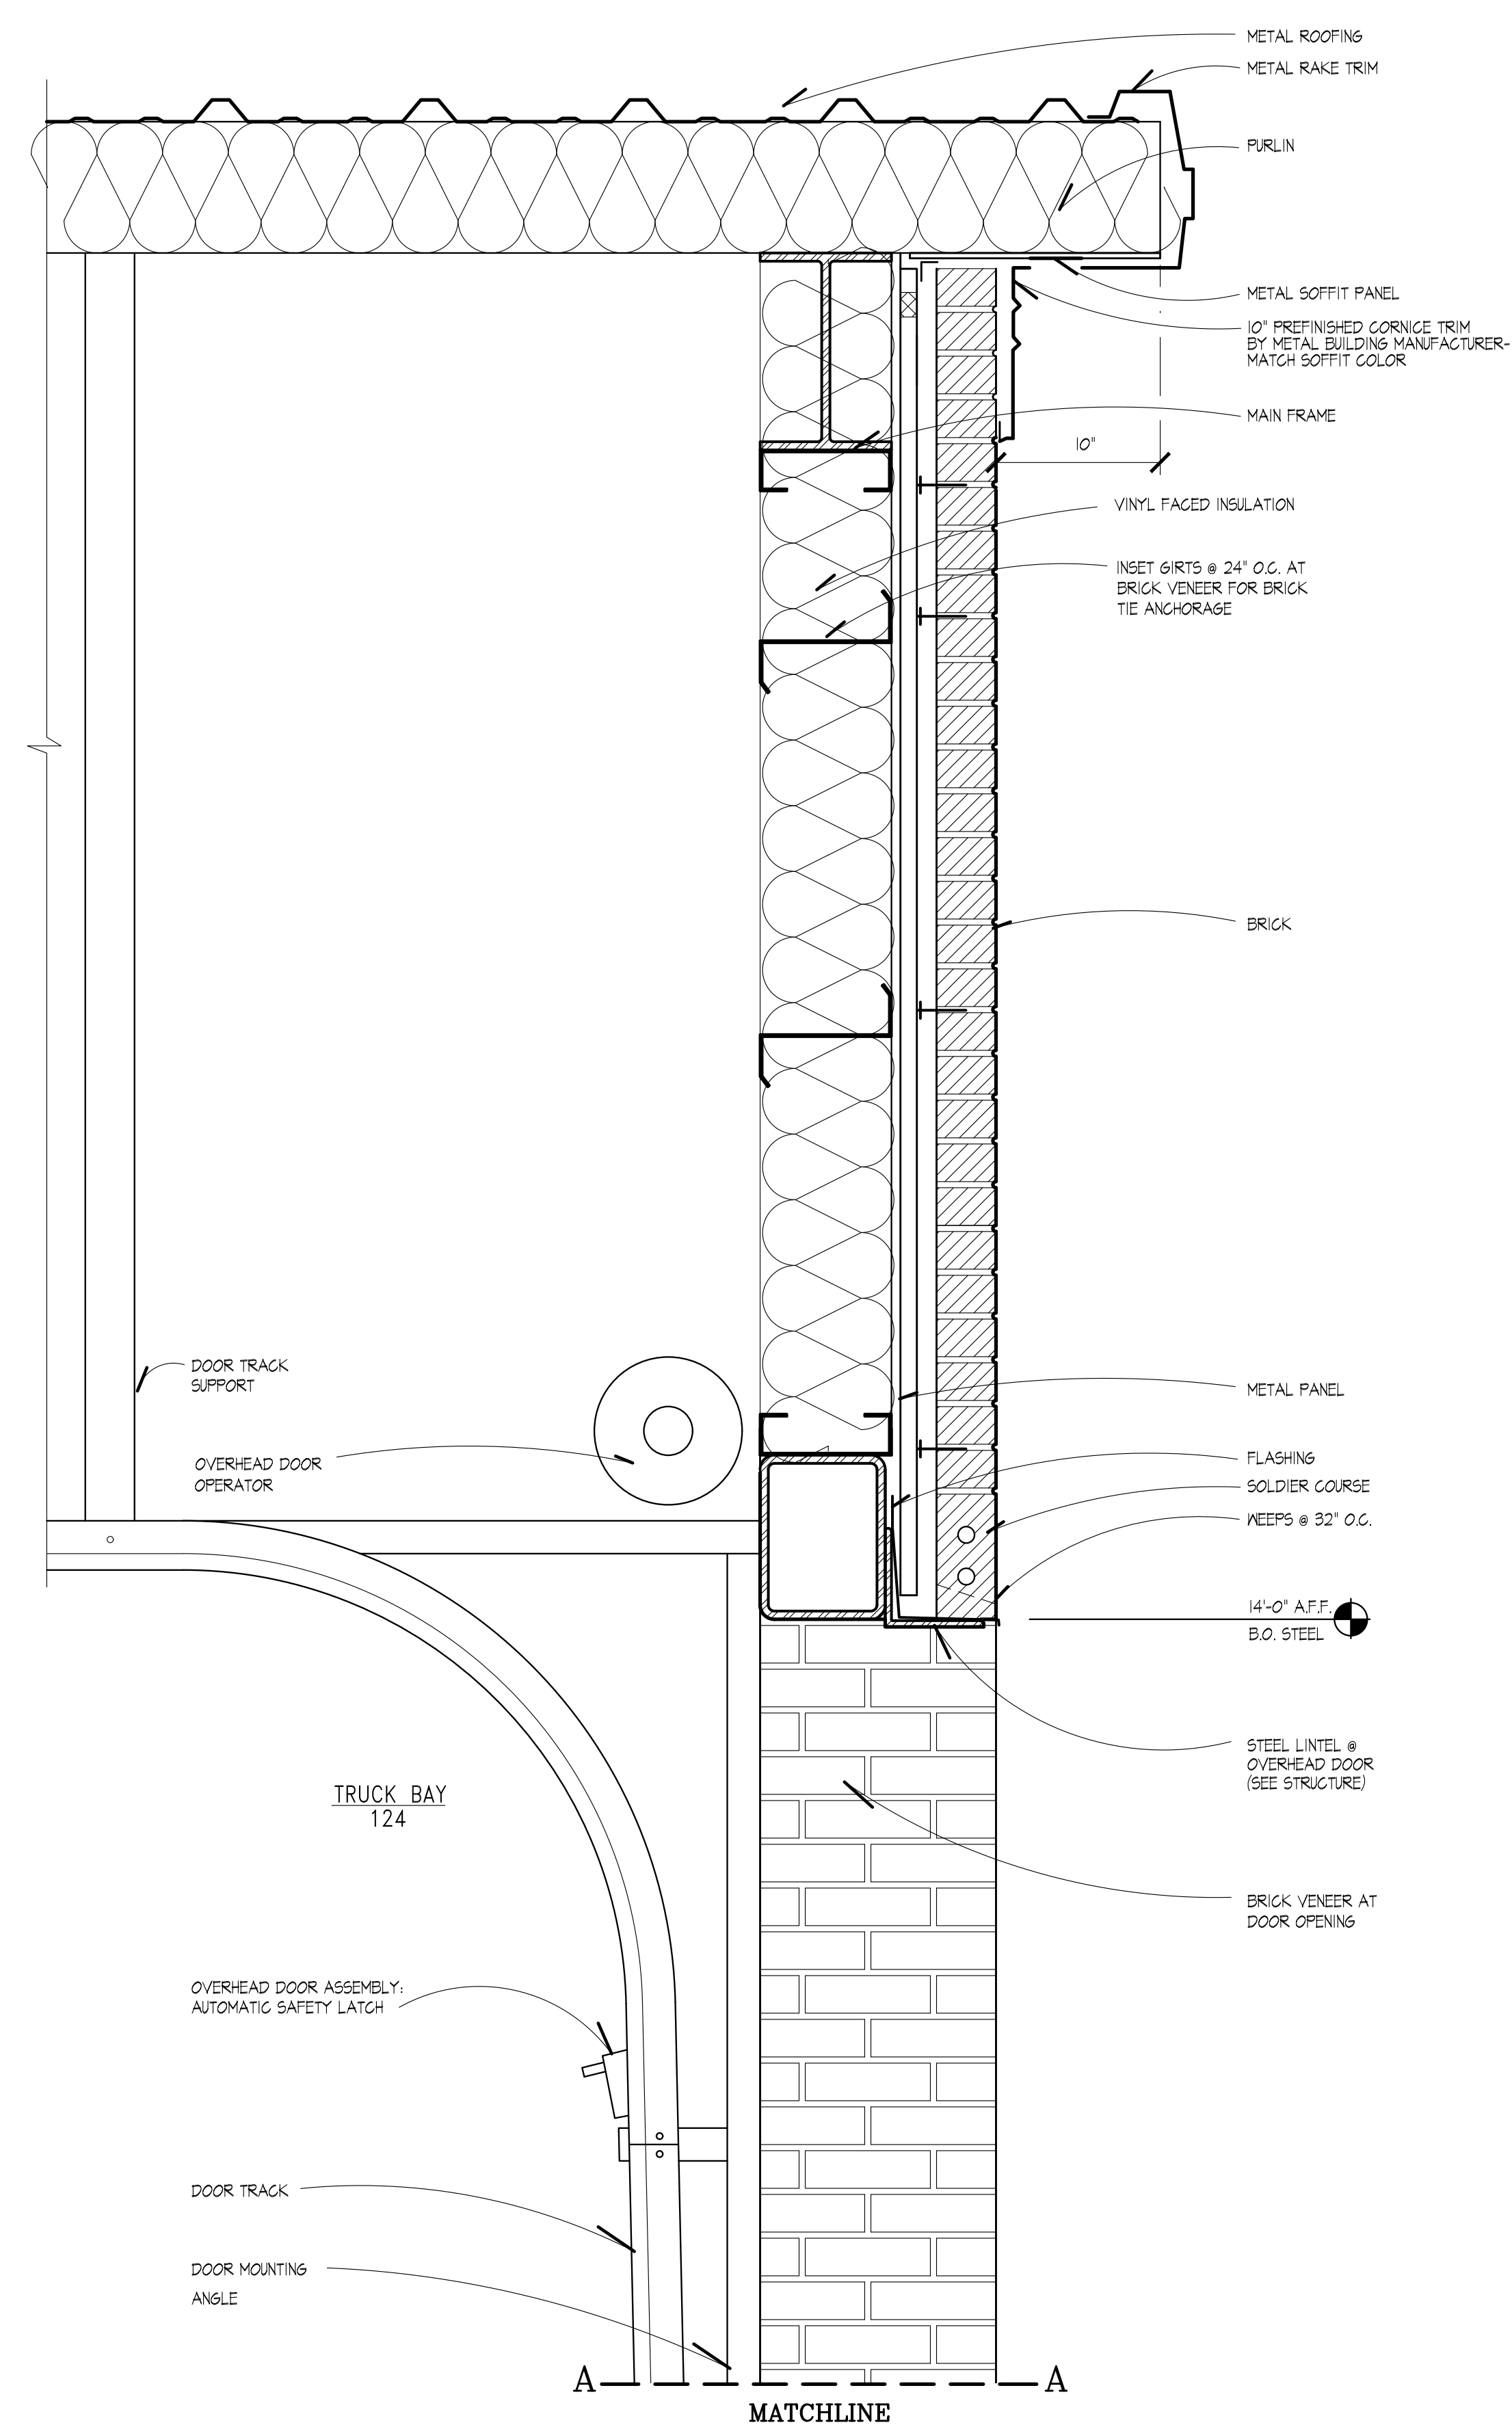 METAL ROOFING
METAL RAKE TRIM
PURLIN
METAL SOFFIT PANEL
10" PREFINISHED CORNICE TRIM
BY METAL BUILDING MANUFACTURER-
MATCH SOFFIT COLOR
MAIN FRAME
10"
VINYL FACED INSULATION
INSET GIRTS @ 24" O.C. AT
BRICK VENEER FOR BRICK
TIE ANCHORAGE
BRICK
DOOR TRACK
SUPPORT
METAL PANEL
OVERHEAD DOOR
OPERATOR
FLASHING
SOLDIER COURSE
WEEPS @ 32" O.C.
14'-0" A.F.F.
B.O. STEEL
STEEL LINTEL @
OVERHEAD DOOR
(SEE STRUCTURE)
TRUCK BAY
124
BRICK VENEER AT
DOOR OPENING
OVERHEAD DOOR ASSEMBLY:
AUTOMATIC SAFETY LATCH
DOOR TRACK
DOOR MOUNTING
ANGLE
A A
MATCHLINE